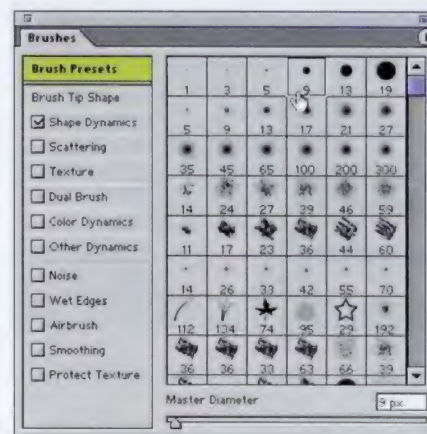 Brushes
Brush Presets
Brush Tip Shape
Shape Dynamics
Scattering
Texture
Dual Brush
Color Dynamics
Other Dynamics
Noise
Wet Edges
Airbrush
Smoothing
Protect Texture
1 3 5 9 13 19
5 9 13 17 21 27
35 45 65 100 200 300
14 24 27 39 46 59
11 17 23 36 44 60
14 26 33 42 55 70
112 134 74 95 29 192
36 36 33 63 66 39
Master Diameter
9 px